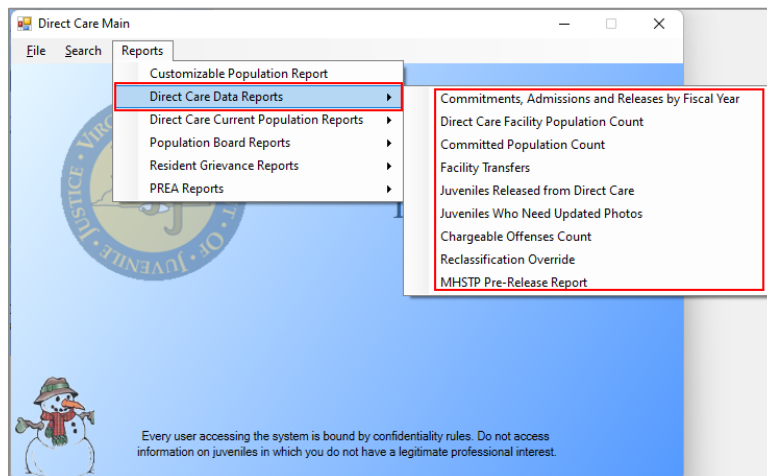 Direct Care Main
File Search Reports
Customizable Population Report
Direct Care Data Reports
Direct Care Current Population Reports
Population Board Reports
Resident Grievance Reports
PREA Reports
Commitments, Admissions and Releases by Fiscal Year
Direct Care Facility Population Count
Committed Population Count
Facility Transfers
Juveniles Released from Direct Care
Juveniles Who Need Updated Photos
Chargeable Offenses Count
Reclassification Override
MHSTP Pre-Release Report
JUSTICE
OF JUVENILE
Every user accessing the system is bound by confidentiality rules. Do not access
information on juveniles in which you do not have a legitimate professional interest.